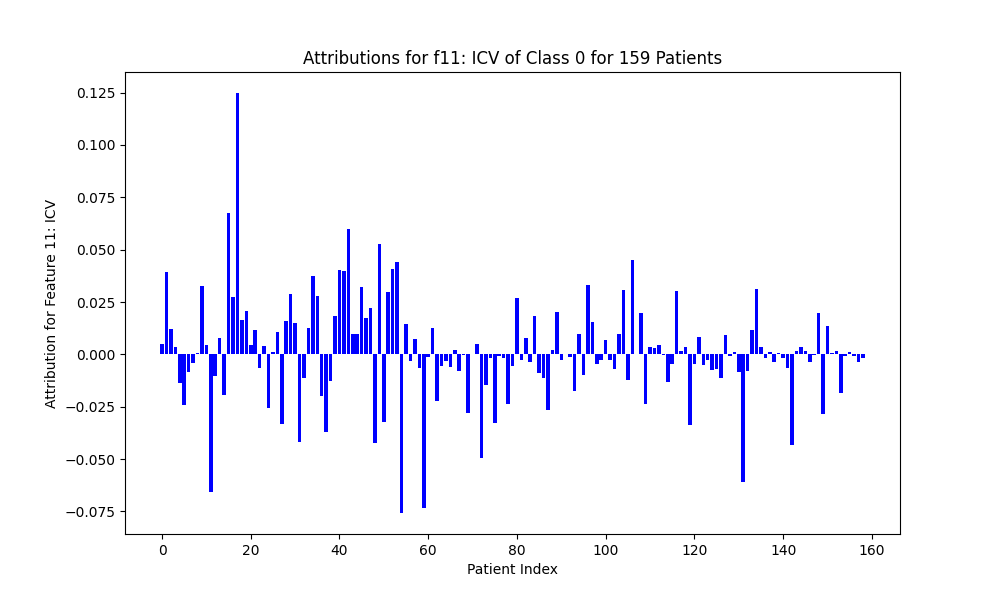 Attributions for f11: ICV of Class 0 for 159 Patients
Attribution for Feature 11: ICV
0.125
0.100
0.075
0.050
0.025
0.000
−0.025
−0.050
−0.075
0 20 40 60 80 100 120 140 160
Patient Index